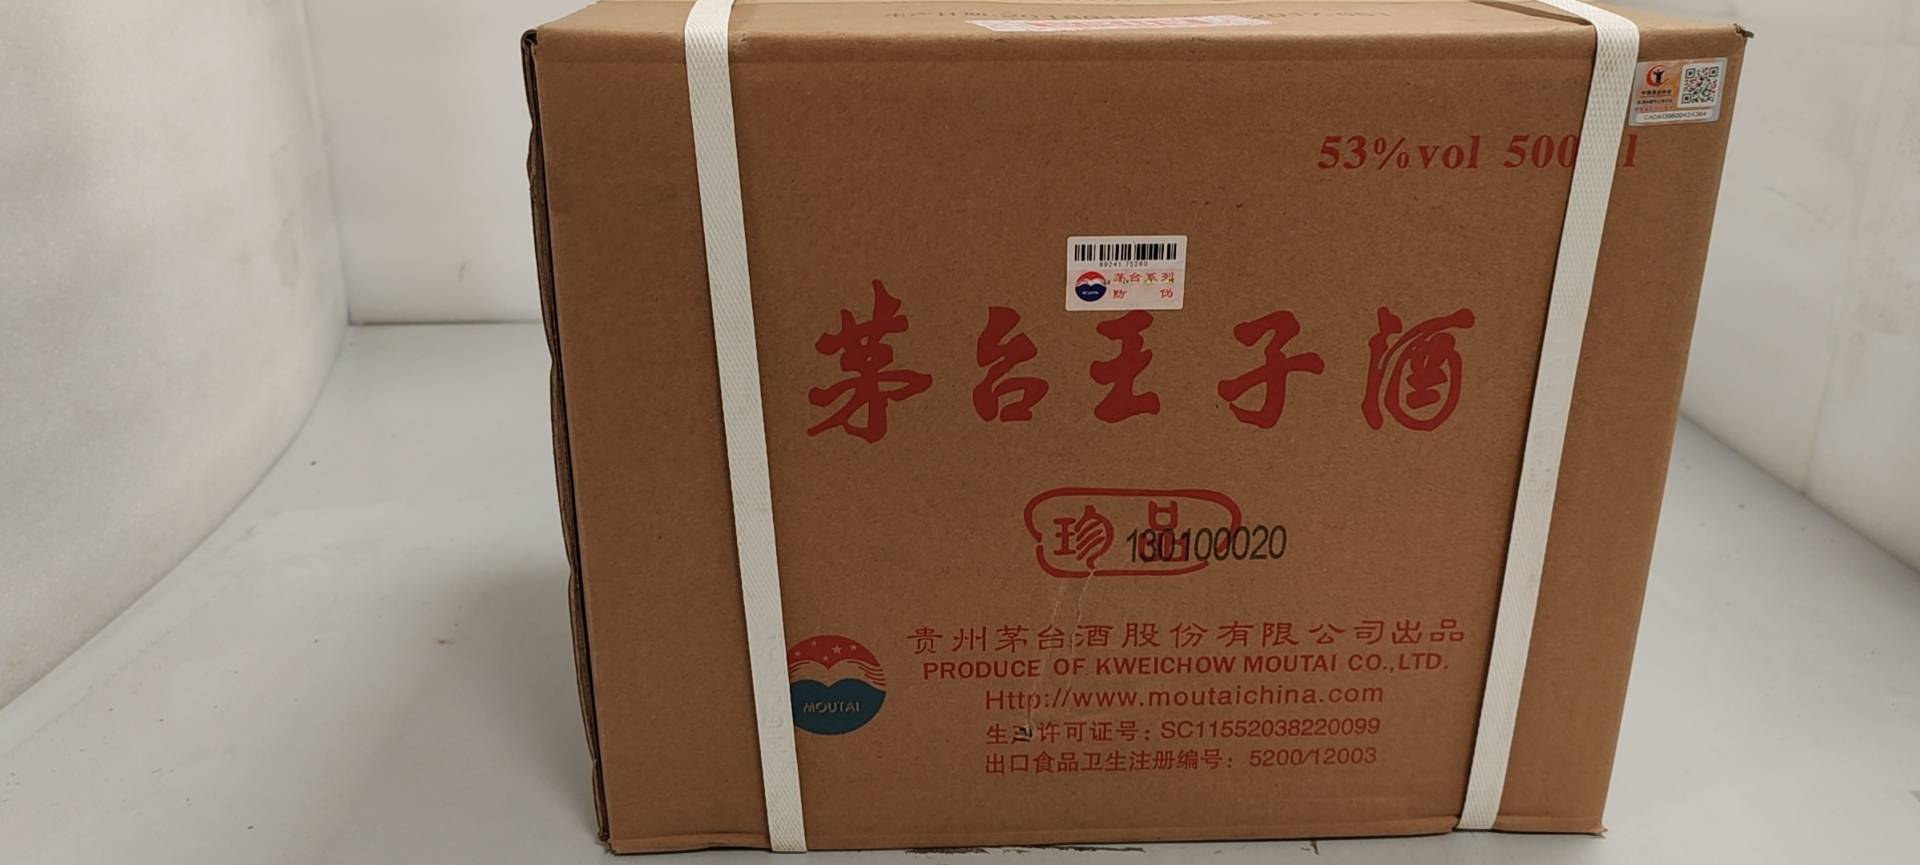 53%vol 500
茅台系列
防 伪
茅台王子酒
珍品
130100020
贵州茅台酒股份有限公司出品
PRODUCE OF KWEICHOW MOUTAI CO.,LTD.
MOUTAI
Http://www.moutaichina.com
生产许可证号：SC11552038220099
出口食品卫生注册编号：5200/12003